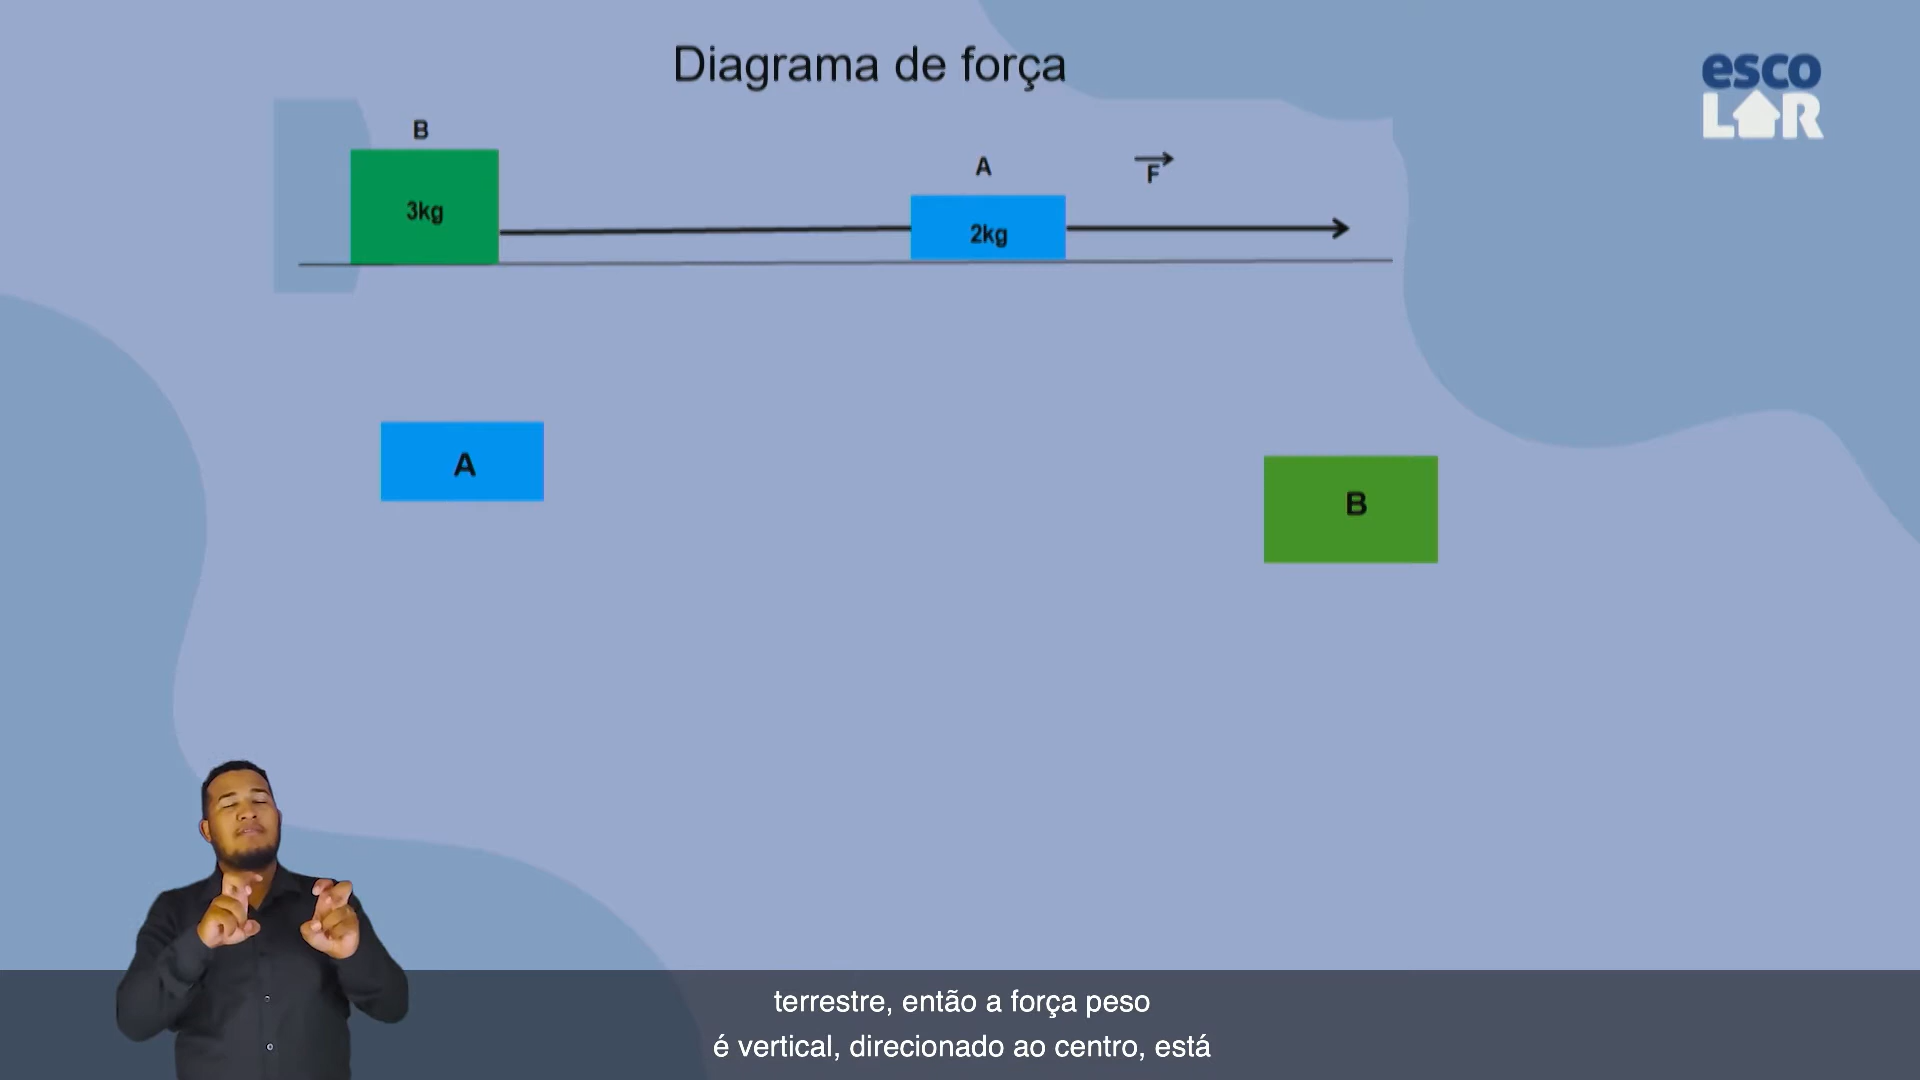 Diagrama de força
esco
LAR
B
A
F
3kg
2kg
A
B
terrestre, então a força peso
é vertical, direcionado ao centro, está